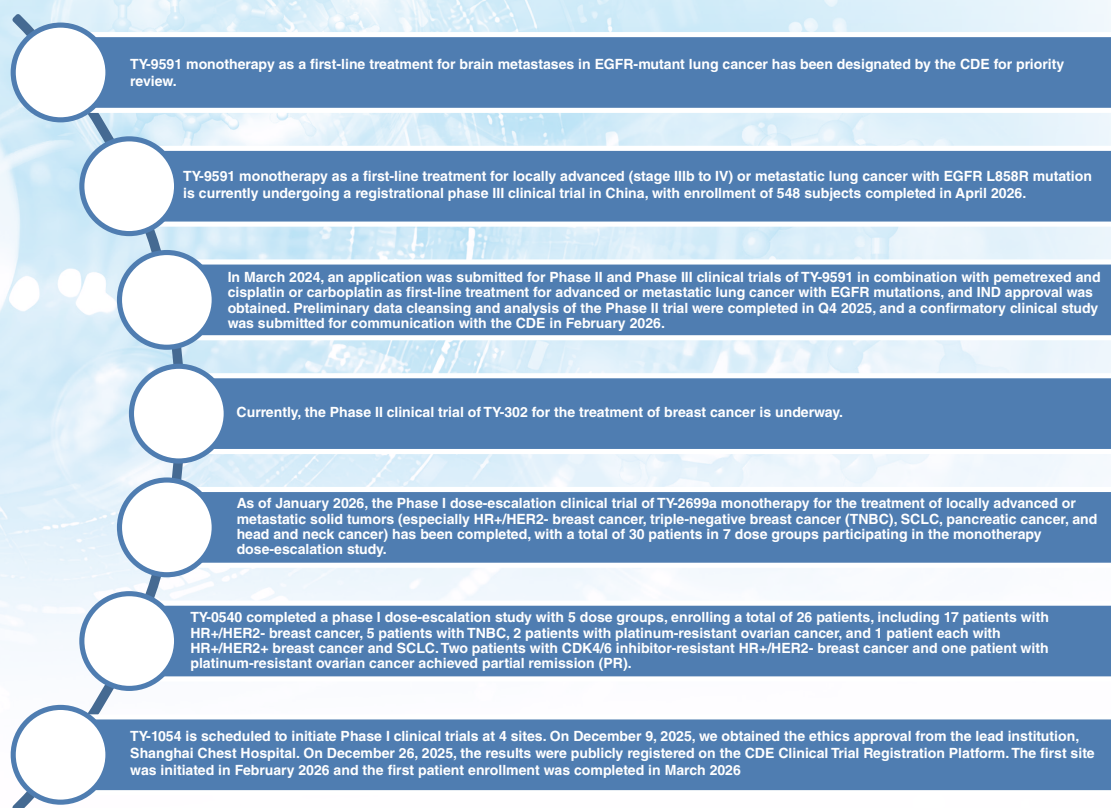 TY-9591 monotherapy as a first-line treatment for brain metastases in EGFR-mutant lung cancer has been designated by the CDE for priority
review.
TY-9591 monotherapy as a first-line treatment for locally advanced (stage IIIb to IV) or metastatic lung cancer with EGFR L858R mutation
is currently undergoing a registrational phase III clinical trial in China, with enrollment of 548 subjects completed in April 2026.
In March 2024, an application was submitted for Phase II and Phase III clinical trials of TY-9591 in combination with pemetrexed and
cisplatin or carboplatin as first-line treatment for advanced or metastatic lung cancer with EGFR mutations, and IND approval was
obtained. Preliminary data cleansing and analysis of the Phase II trial were completed in Q4 2025, and a confirmatory clinical study
was submitted for communication with the CDE in February 2026.
Currently, the Phase II clinical trial of TY-302 for the treatment of breast cancer is underway.
As of January 2026, the Phase I dose-escalation clinical trial of TY-2699a monotherapy for the treatment of locally advanced or
metastatic solid tumors (especially HR+/HER2- breast cancer, triple-negative breast cancer (TNBC), SCLC, pancreatic cancer, and
head and neck cancer) has been completed, with a total of 30 patients in 7 dose groups participating in the monotherapy
dose-escalation study.
TY-0540 completed a phase I dose-escalation study with 5 dose groups, enrolling a total of 26 patients, including 17 patients with
HR+/HER2- breast cancer, 5 patients with TNBC, 2 patients with platinum-resistant ovarian cancer, and 1 patient each with
HR+/HER2+ breast cancer and SCLC. Two patients with CDK4/6 inhibitor-resistant HR+/HER2- breast cancer and one patient with
platinum-resistant ovarian cancer achieved partial remission (PR).
TY-1054 is scheduled to initiate Phase I clinical trials at 4 sites. On December 9, 2025, we obtained the ethics approval from the lead institution,
Shanghai Chest Hospital. On December 26, 2025, the results were publicly registered on the CDE Clinical Trial Registration Platform. The first site
was initiated in February 2026 and the first patient enrollment was completed in March 2026